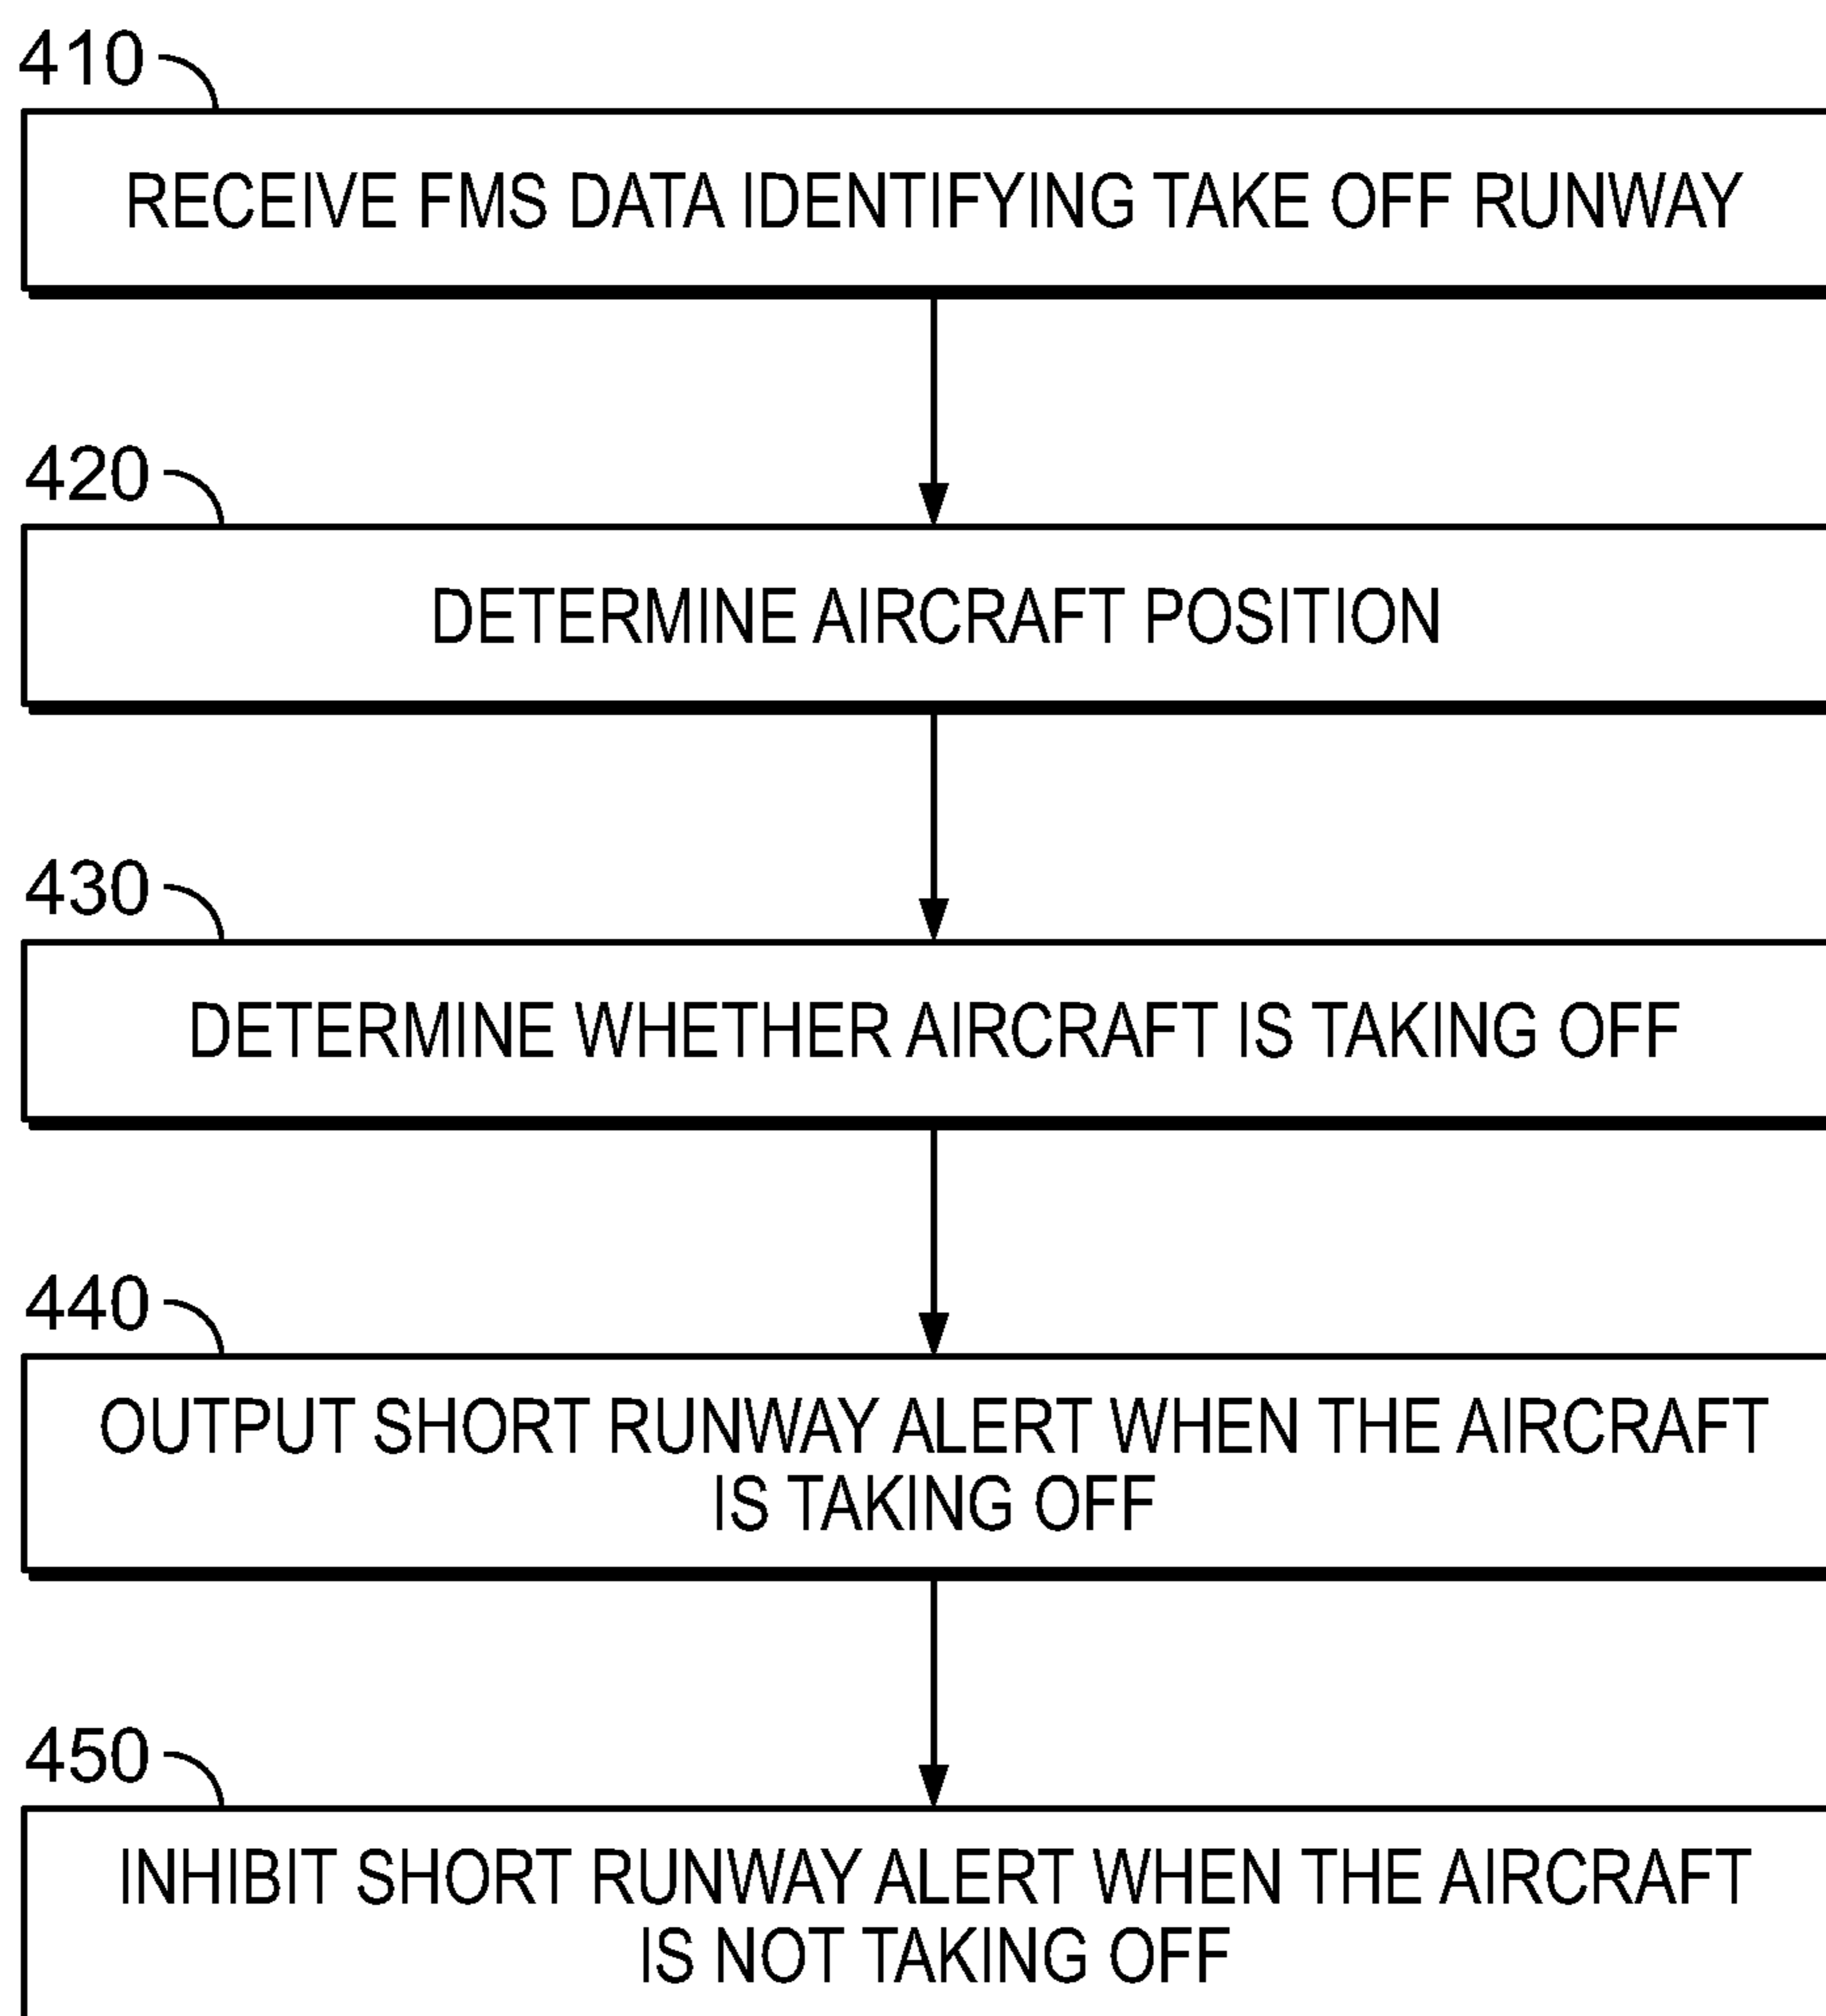 410
RECEIVE FMS DATA IDENTIFYING TAKE OFF RUNWAY
420
DETERMINE AIRCRAFT POSITION
430
DETERMINE WHETHER AIRCRAFT IS TAKING OFF
440
OUTPUT SHORT RUNWAY ALERT WHEN THE AIRCRAFT
IS TAKING OFF
450
INHIBIT SHORT RUNWAY ALERT WHEN THE AIRCRAFT
IS NOT TAKING OFF